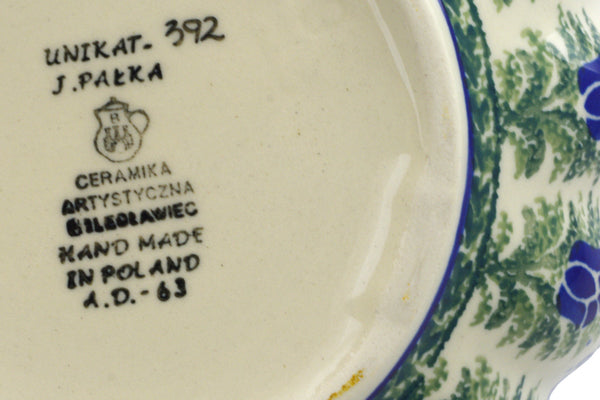 UNIKAT- 392
J. PAŁKA
B
CERAMIKA
ARTYSTYCZNA
BOLESŁAWIEC
HAND MADE
IN POLAND
A.D.-63